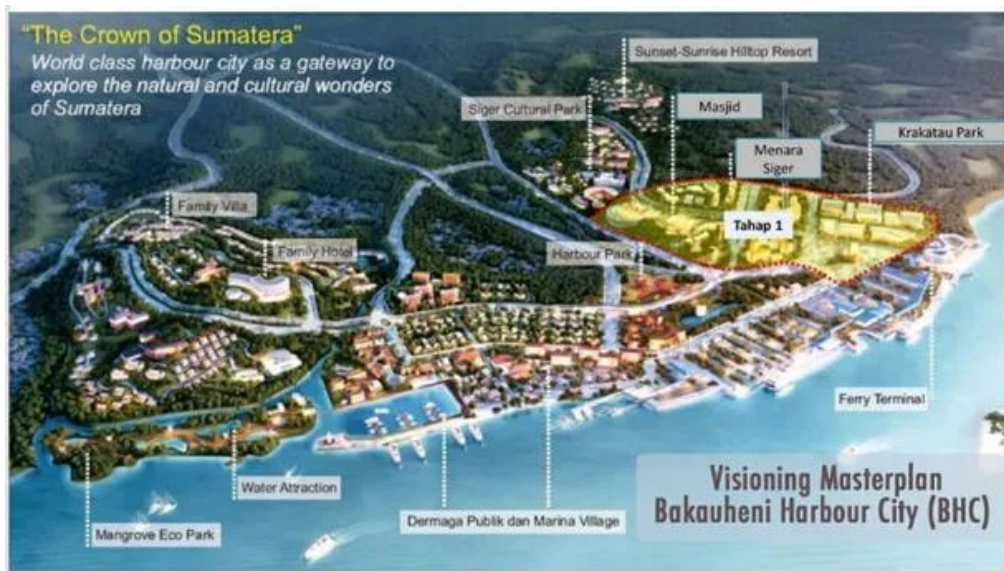 “The Crown of Sumatera”
World class harbour city as a gateway to
explore the natural and cultural wonders
of Sumatera
Sunset-Sunrise Hilltop Resort
Siger Cultural Park
Masjid
Krakatau Park
Menara
Siger
Family Villa
Tahap 1
Family Hotel
Harbour Park
Ferry Terminal
Water Attraction
Dermaga Publik dan Marina Village
Mangrove Eco Park
Visioning Masterplan
Bakauheni Harbour City (BHC)